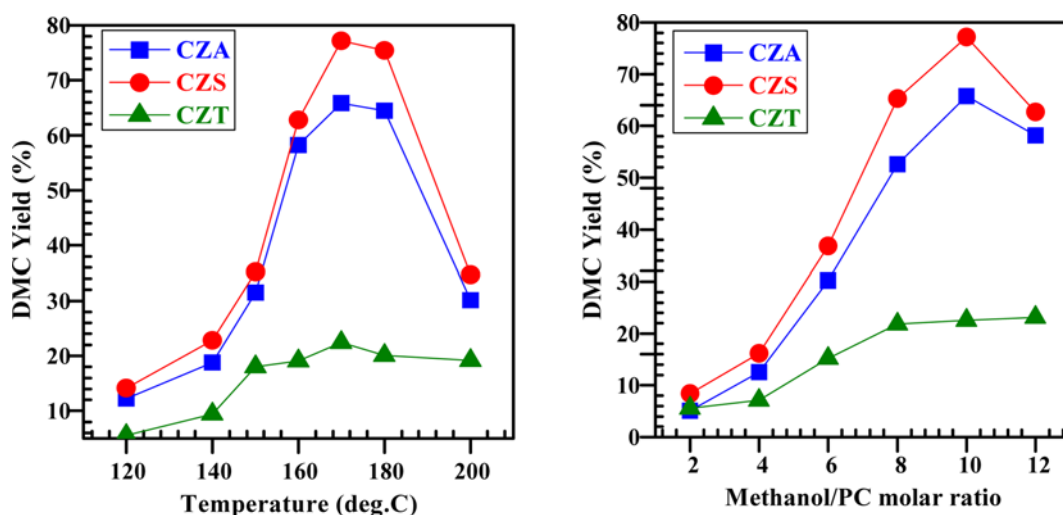 80
70
60
50
40
30
20
10
DMC Yield (%)
CZA
CZS
CZT
120 140 160 180 200
Temperature (deg.C)
80
70
60
50
40
30
20
10
0
DMC Yield (%)
CZA
CZS
CZT
2 4 6 8 10 12
Methanol/PC molar ratio